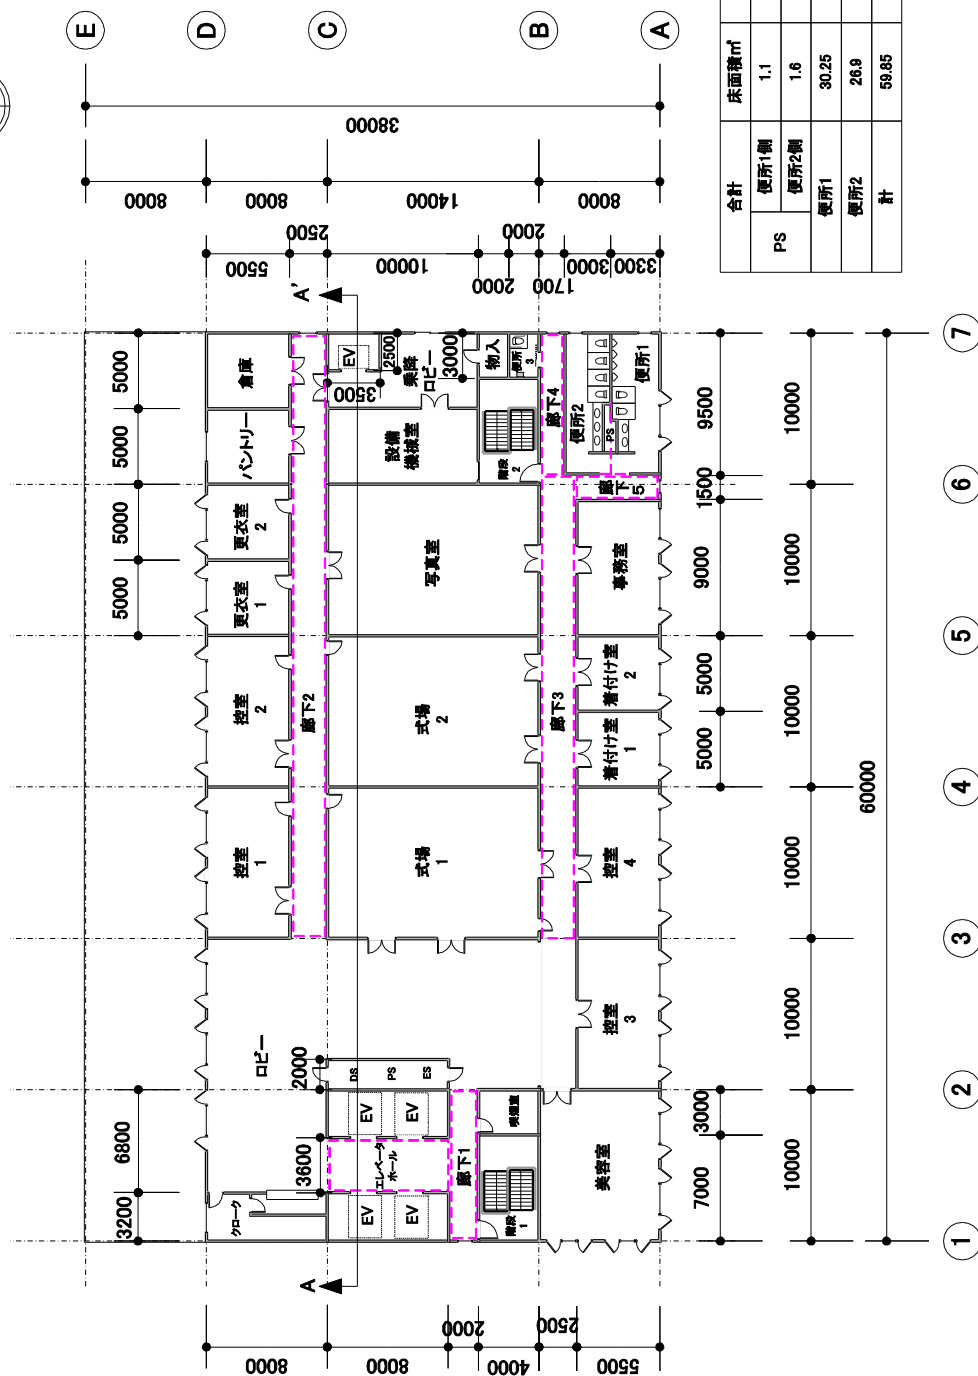 8000
8000
2000
4000
2500
5500
3200
6800
5000
5000
5000
5000
E
8000
D
8000
C
14000
B
8000
A
38000
5500
2500
10000
2000
2000
1700
3000
3300
クローク
ロビー
控室
1
控室
2
更衣室
1
更衣室
2
パントリー
倉庫
A
A'
EV
EV
3600
エレベータ
ホール
EV
EV
2000
DS
PS
ES
廊下1
廊下2
階段
1
喫煙室
式場
1
式場
2
写真室
設備
機械室
3500
EV
2500
乗降
ロビー
3000
階段
2
物入
便所
3
廊下3
廊下4
美容室
控室
3
控室
4
着付け室
1
着付け室
2
事務室
廊下
5
便所2
PS
便所1
7000
3000
5000
5000
9000
1500
9500
10000
10000
10000
10000
10000
10000
60000
1
2
3
4
5
6
7
合計
床面積㎡
PS
便所1側
1.1
便所2側
1.6
便所1
30.25
便所2
26.9
計
59.85